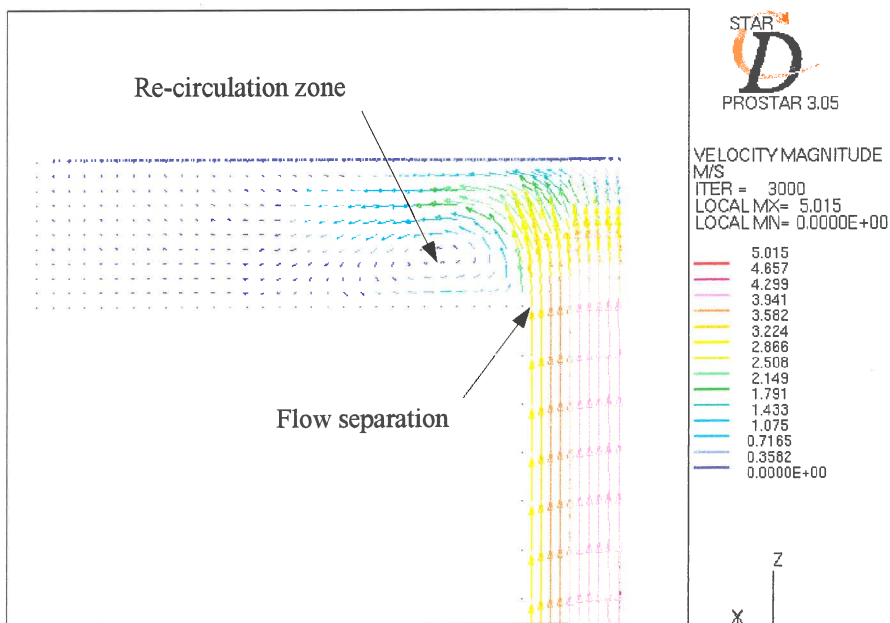 Re-circulation zone
Flow separation
STAR
CD
PROSTAR 3.05
VELOCITY MAGNITUDE
M/S
ITER = 3000
LOCAL MX= 5.015
LOCAL MN= 0.0000E+00
5.015
4.657
4.299
3.941
3.582
3.224
2.866
2.508
2.149
1.791
1.433
1.075
0.7165
0.3582
0.0000E+00
Z
X